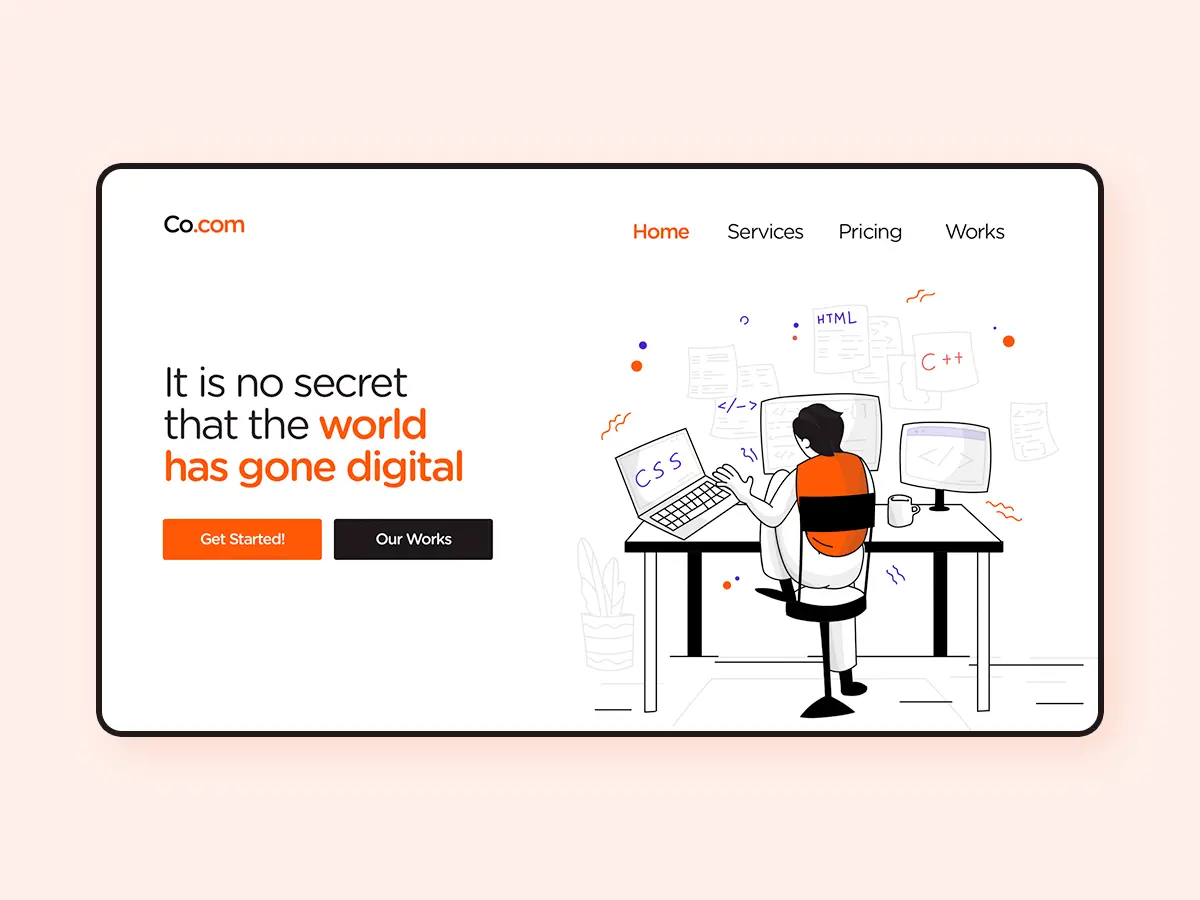 Co.com
Home Services Pricing Works
It is no secret
that the world
has gone digital
Get Started! Our Works
HTML
C++
</->
CSS
</>